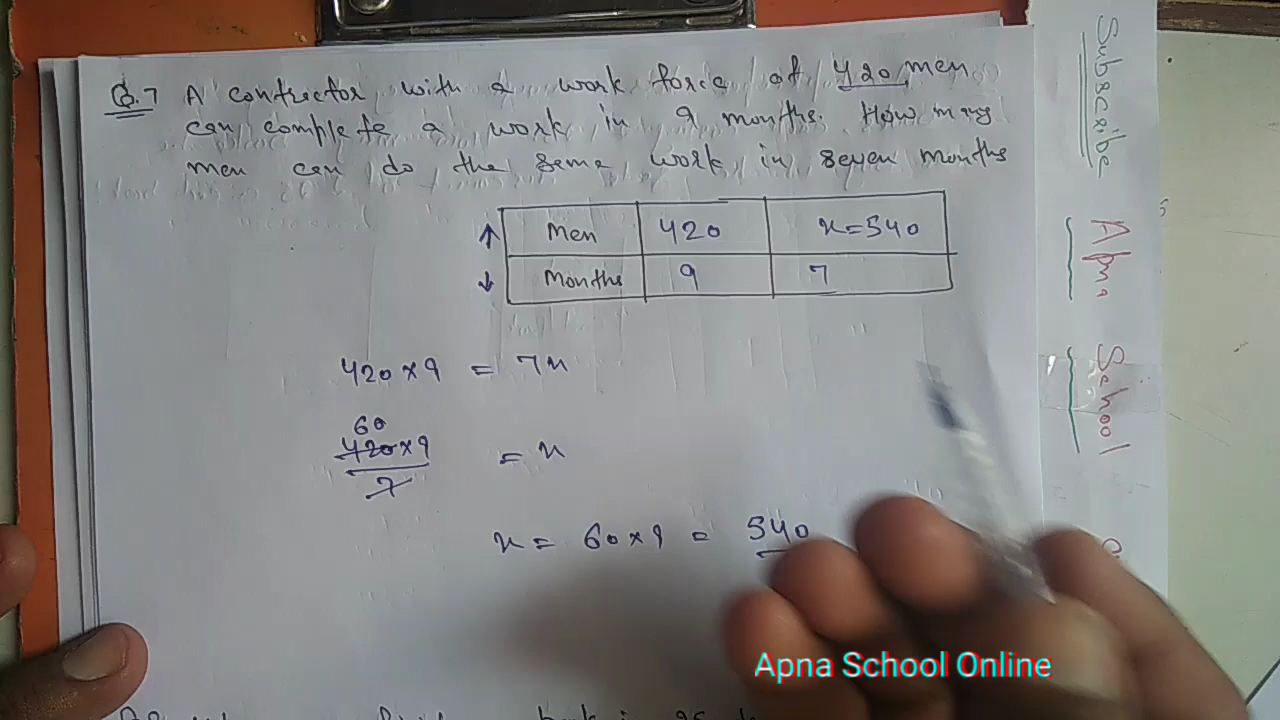 Q.7 A contractor with a work force of 420 men
can complete a work in 9 months. How many
men can do the same work in seven months
↑ Men 420 x=540
↓ Months 9 7
420×9 = 7x
60
420×9 = x
7
x = 60×9 = 540
Subscribe
Apna School
Apna School Online